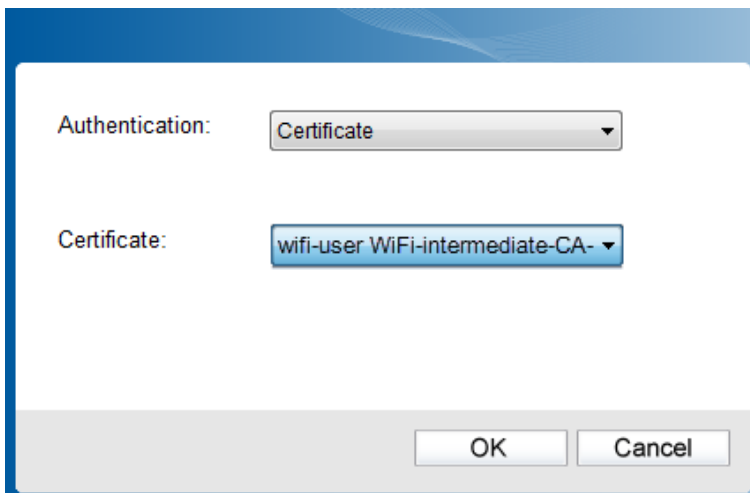 Authentication: Certificate
Certificate: wifi-user WiFi-intermediate-CA-
OK Cancel